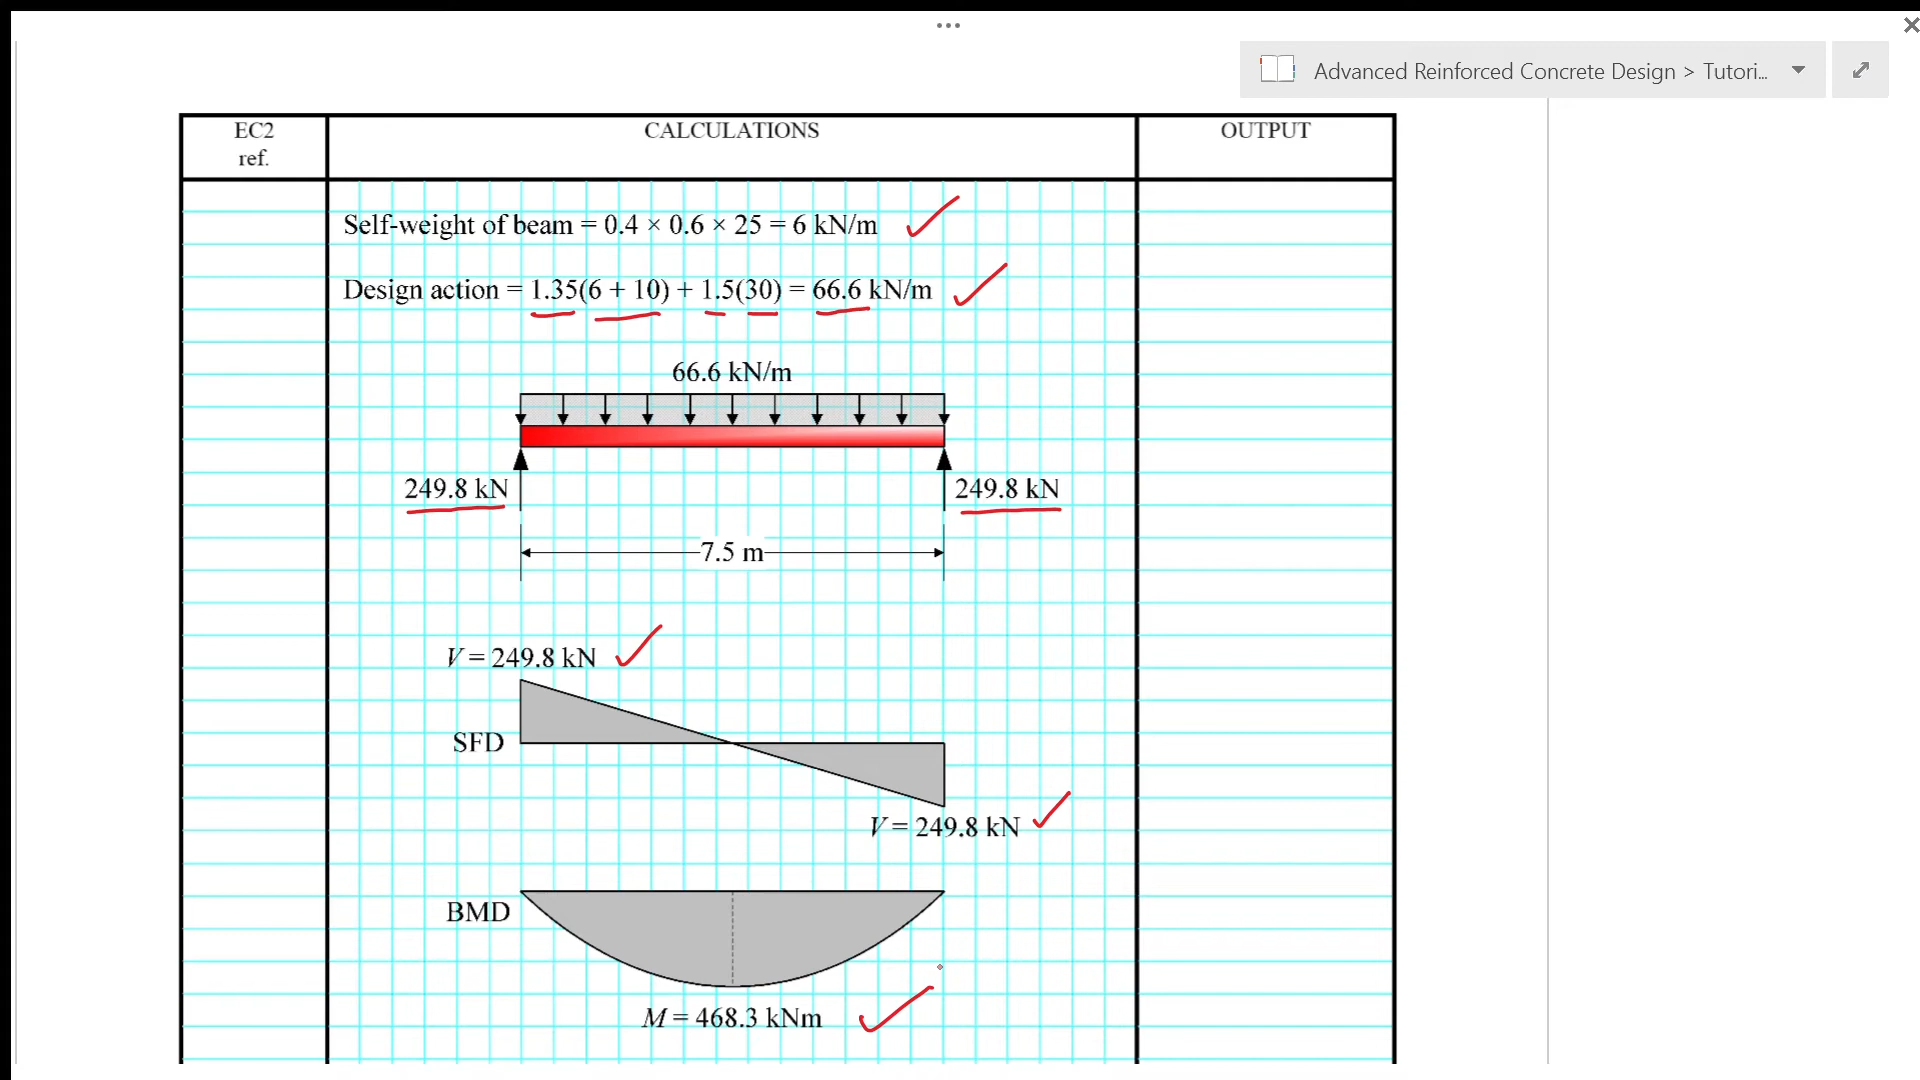 Advanced Reinforced Concrete Design > Tutori...
EC2
ref.
CALCULATIONS
OUTPUT
Self-weight of beam = 0.4 × 0.6 × 25 = 6 kN/m
Design action = 1.35(6 + 10) + 1.5(30) = 66.6 kN/m
66.6 kN/m
249.8 kN
249.8 kN
7.5 m
V = 249.8 kN
SFD
V = 249.8 kN
BMD
M = 468.3 kNm